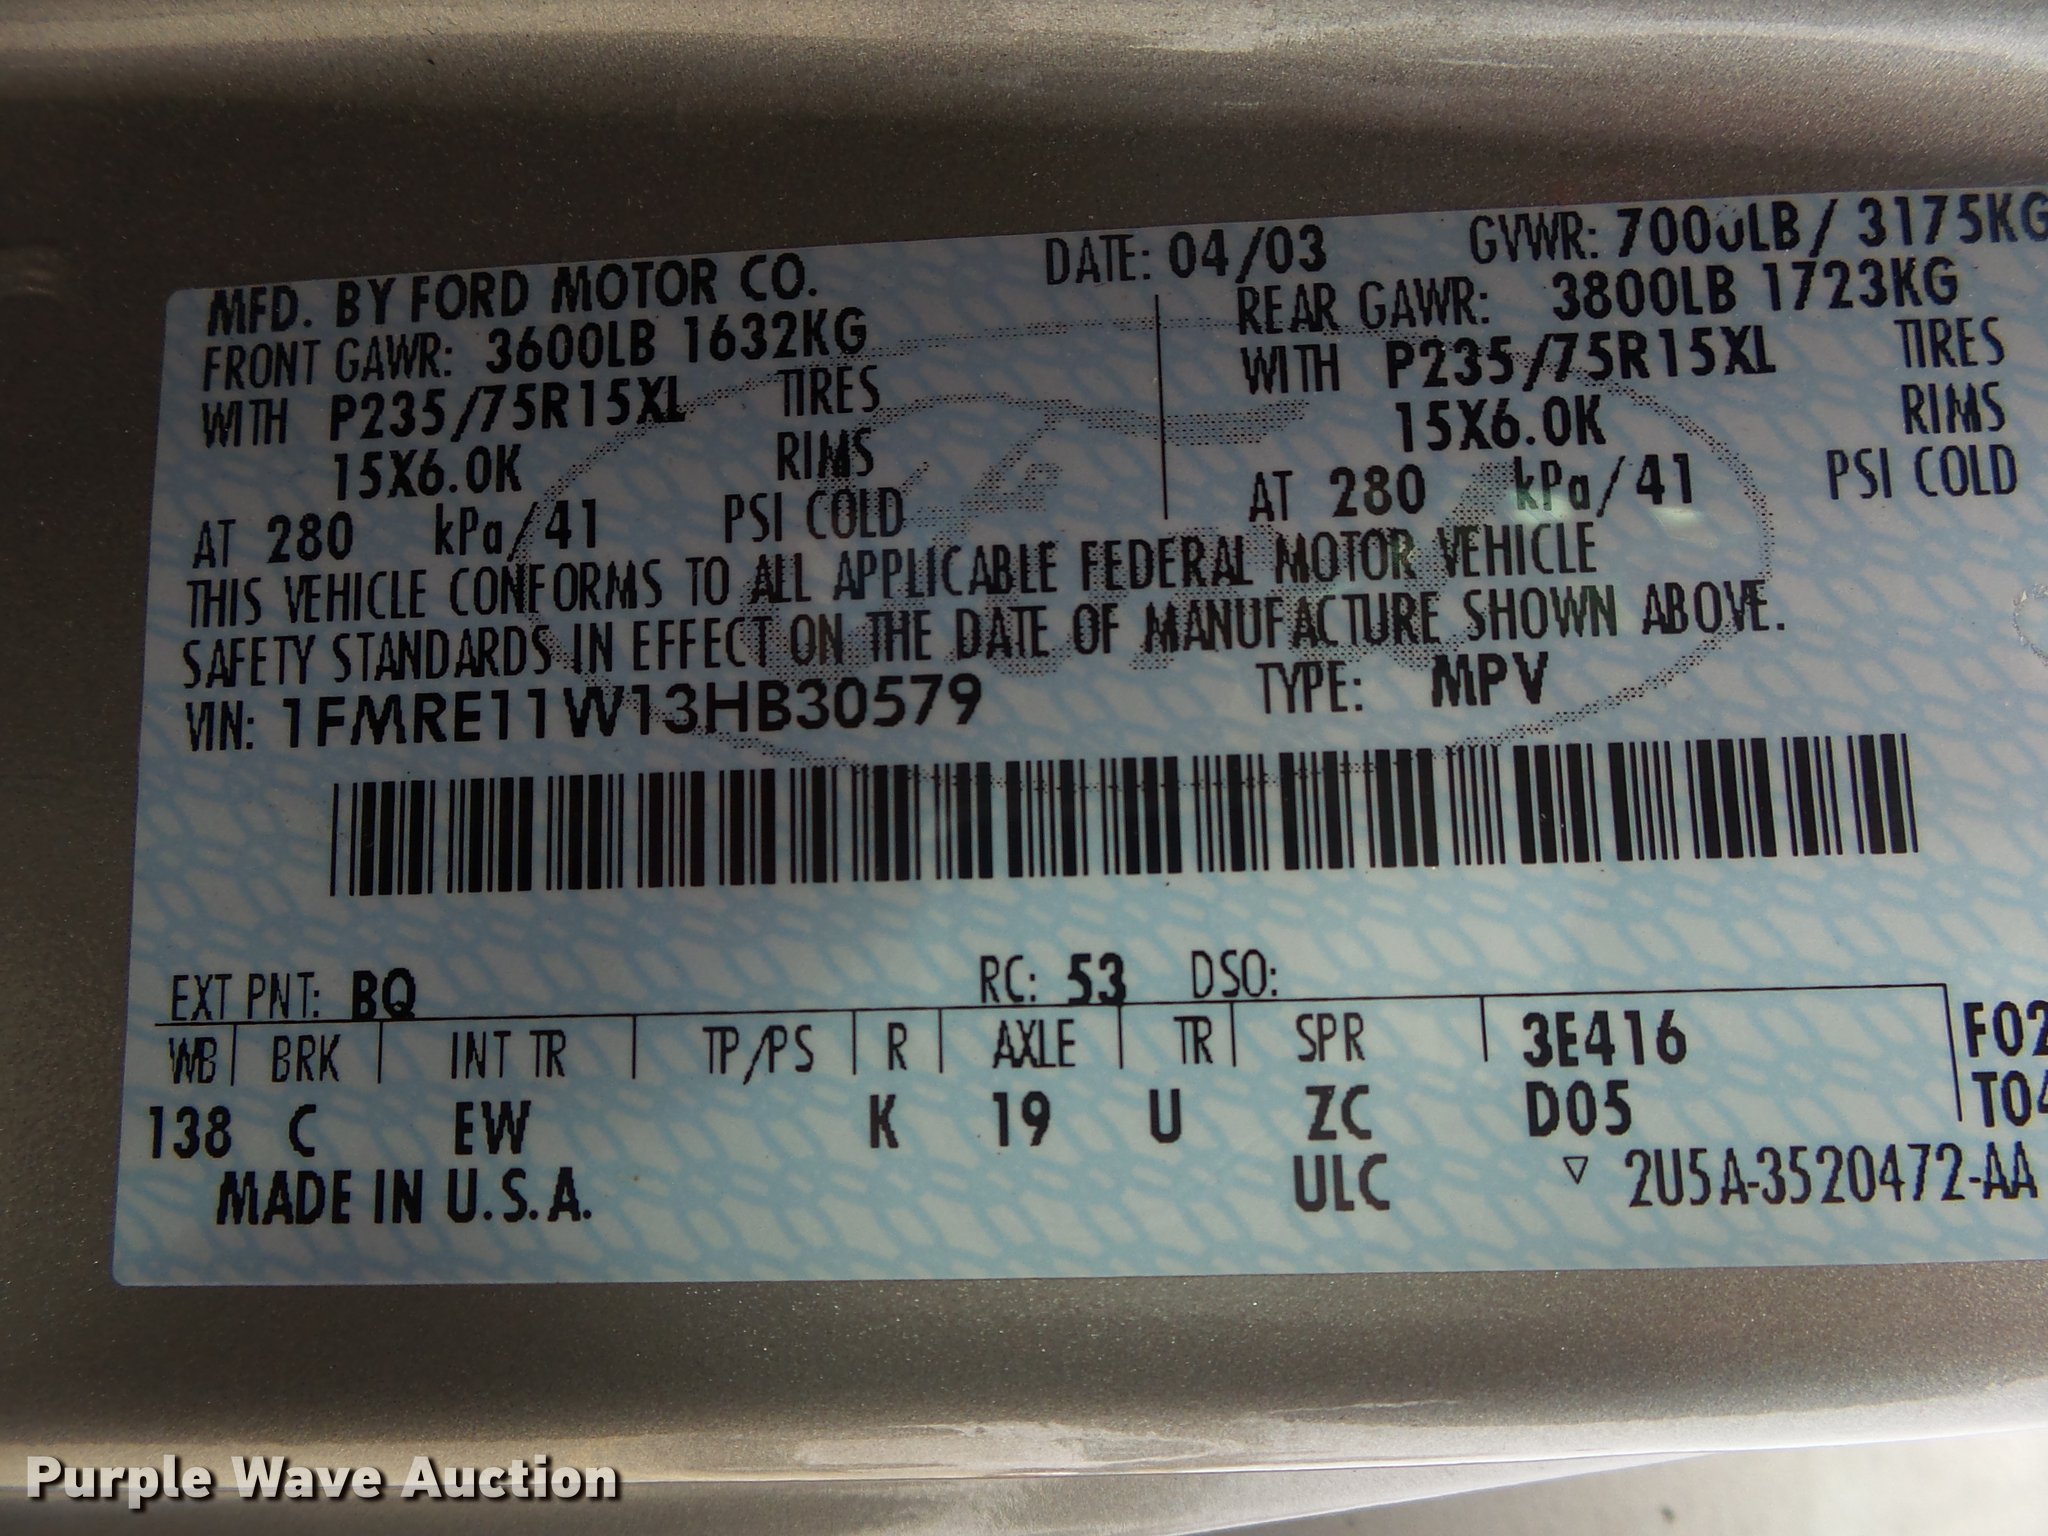 MFD. BY FORD MOTOR CO. DATE: 04/03 GVWR: 7000LB/ 3175KG
FRONT GAWR: 3600LB 1632KG REAR GAWR: 3800LB 1723KG
WITH P235/75R15XL TIRES WITH P235/75R15XL TIRES
15X6.0K RIMS 15X6.0K RIMS
AT 280 kPa/41 PSI COLD AT 280 kPa/41 PSI COLD
THIS VEHICLE CONFORMS TO ALL APPLICABLE FEDERAL MOTOR VEHICLE
SAFETY STANDARDS IN EFFECT ON THE DATE OF MANUFACTURE SHOWN ABOVE.
VIN: 1FMRE11W13HB30579 TYPE: MPV
EXT PNT: BQ RC: 53 DSO:
WB BRK INT TR TP/PS R AXLE TR SPR 3E416 F02
138 C EW K 19 U ZC D05 T04
MADE IN U.S.A. ULC ▽ 2U5A-3520472-AA
Purple Wave Auction